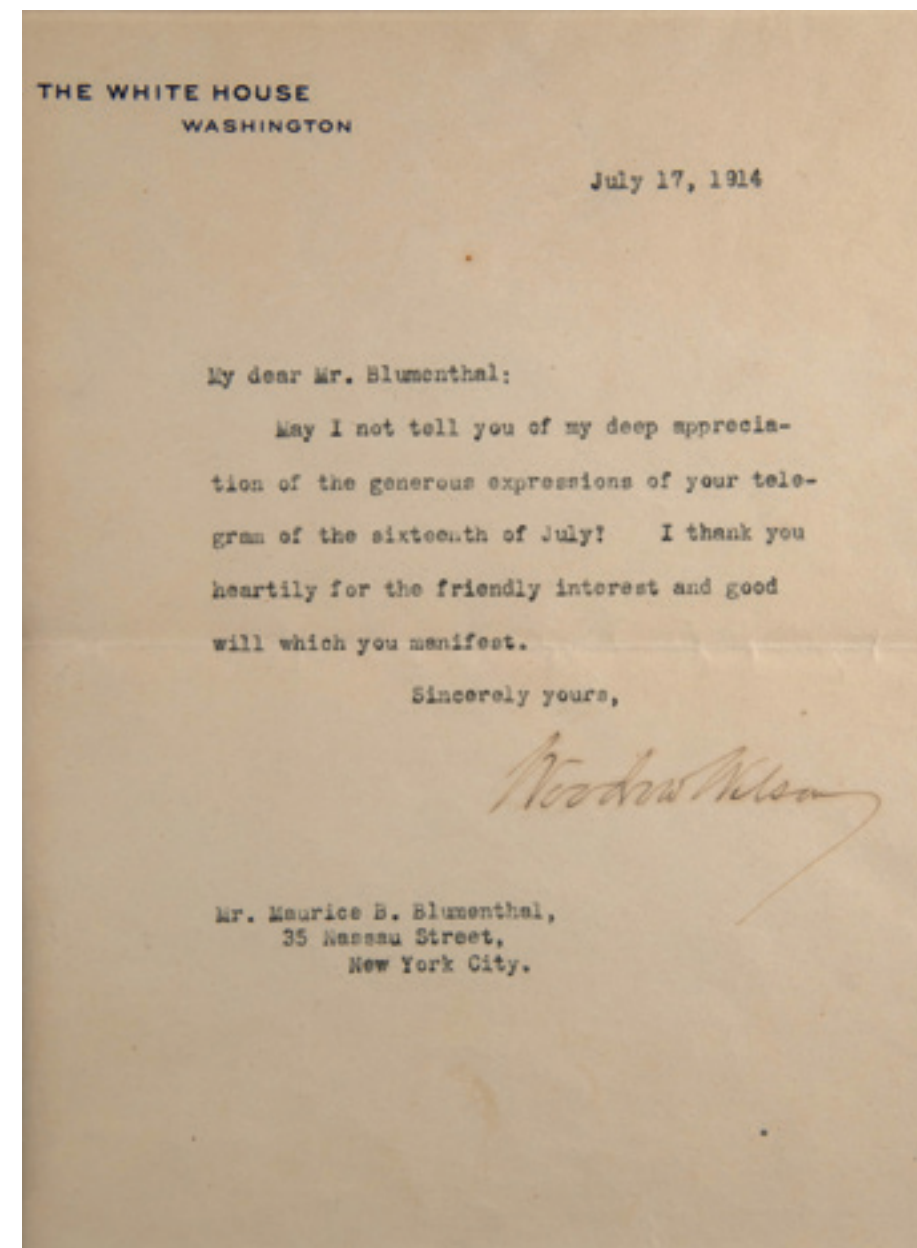 THE WHITE HOUSE
WASHINGTON
July 17, 1914
My dear Mr. Blumenthal:
May I not tell you of my deep apprecia-
tion of the generous expressions of your tele-
gram of the sixteenth of July? I thank you
heartily for the friendly interest and good
will which you manifest.
Sincerely yours,
Woodrow Wilson
Mr. Maurice B. Blumenthal,
35 Nassau Street,
New York City.